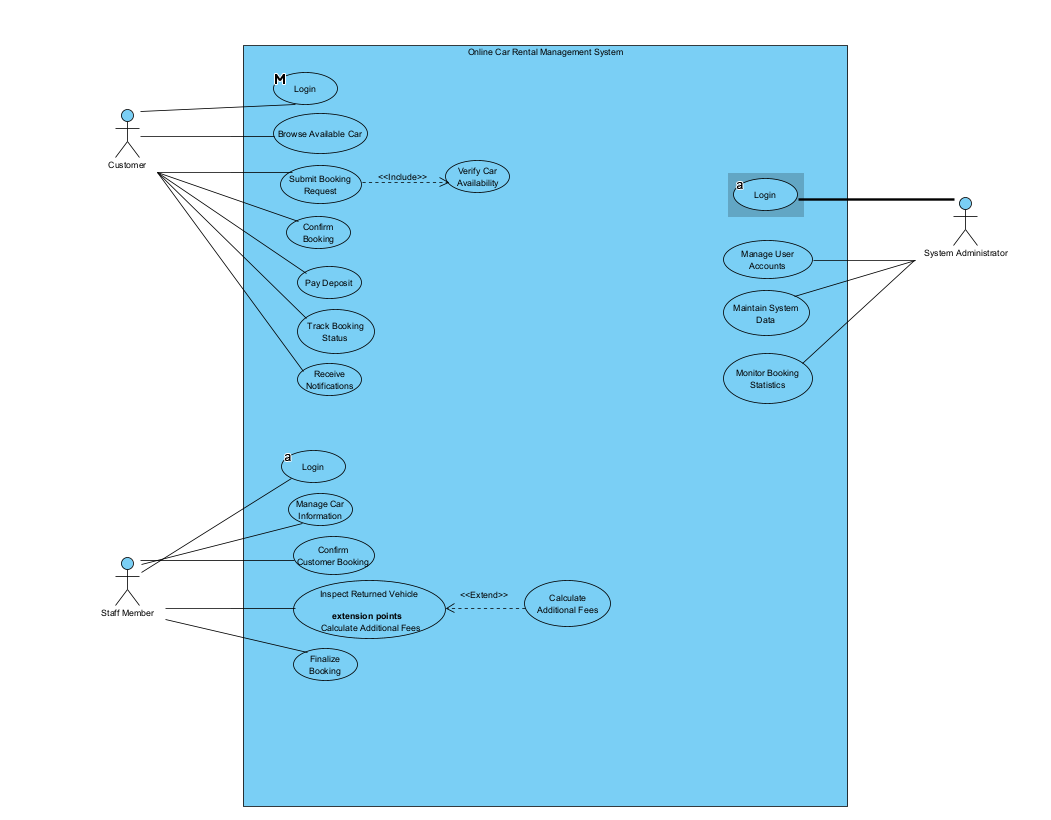 Online Car Rental Management System
M
Login
Browse Available Car
Customer
Submit Booking
Request
<<Include>>
Verify Car
Availability
Confirm
Booking
Pay Deposit
Track Booking
Status
Receive
Notifications
a
Login
System Administrator
Manage User
Accounts
Maintain System
Data
Monitor Booking
Statistics
a
Login
Manage Car
Information
Confirm
Customer Booking
Staff Member
Inspect Returned Vehicle
extension points
Calculate Additional Fees
<<Extend>>
Calculate
Additional Fees
Finalize
Booking